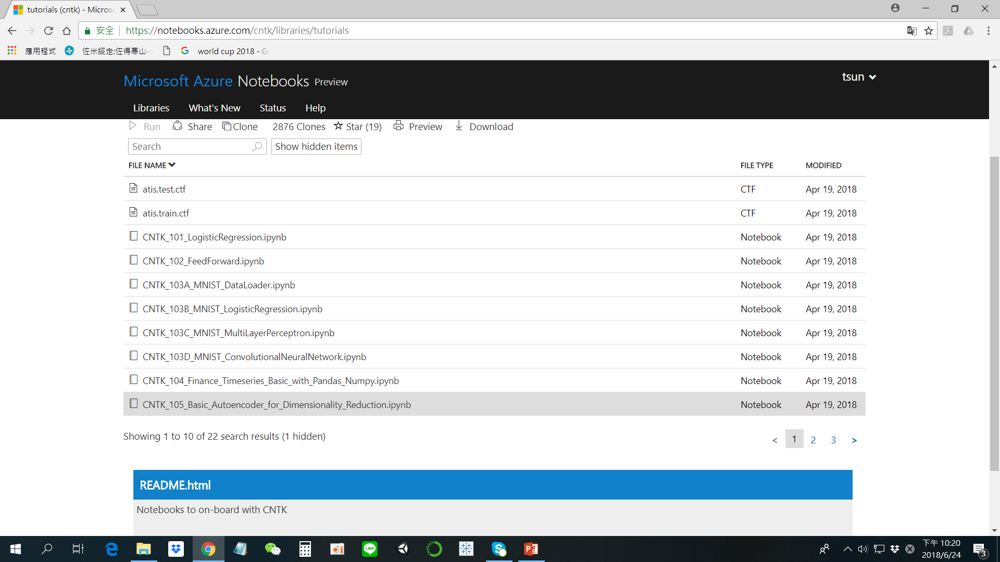 tutorials (cntk) - Micros
安全 https://notebooks.azure.com/cntk/libraries/tutorials
應用程式 佐米縱走:佐得寒山-> world cup 2018 - G
Microsoft Azure Notebooks Preview
tsun
Libraries What's New Status Help
Run Share Clone 2876 Clones Star (19) Preview Download
Search Show hidden items
FILE NAME FILE TYPE MODIFIED
atis.test.ctf CTF Apr 19, 2018
atis.train.ctf CTF Apr 19, 2018
CNTK_101_LogisticRegression.ipynb Notebook Apr 19, 2018
CNTK_102_FeedForward.ipynb Notebook Apr 19, 2018
CNTK_103A_MNIST_DataLoader.ipynb Notebook Apr 19, 2018
CNTK_103B_MNIST_LogisticRegression.ipynb Notebook Apr 19, 2018
CNTK_103C_MNIST_MultiLayerPerceptron.ipynb Notebook Apr 19, 2018
CNTK_103D_MNIST_ConvolutionalNeuralNetwork.ipynb Notebook Apr 19, 2018
CNTK_104_Finance_Timeseries_Basic_with_Pandas_Numpy.ipynb Notebook Apr 19, 2018
CNTK_105_Basic_Autoencoder_for_Dimensionality_Reduction.ipynb Notebook Apr 19, 2018
Showing 1 to 10 of 22 search results (1 hidden) < 1 2 3 >
README.html
Notebooks to on-board with CNTK
下午 10:20
2018/6/24
3